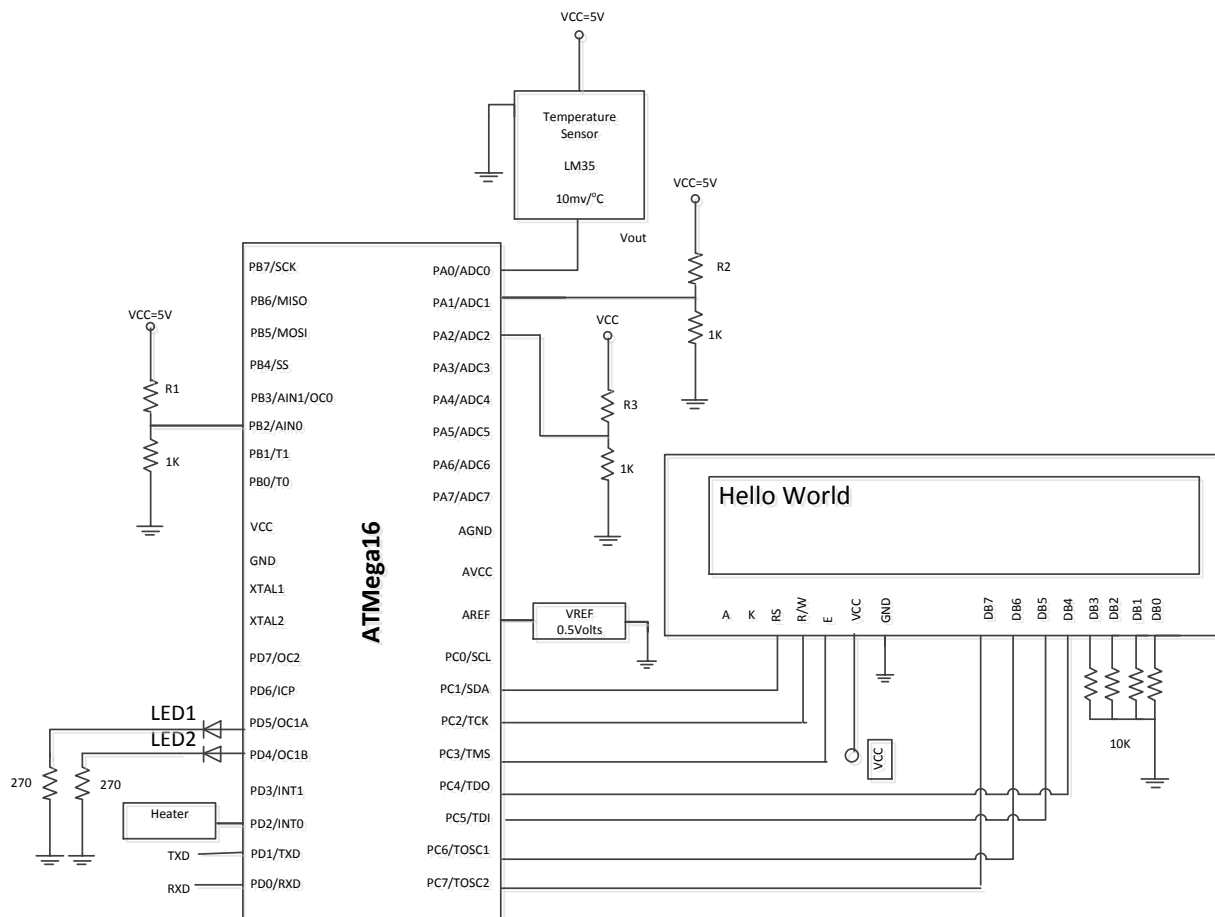 VCC=5V
Temperature
Sensor
LM35
10mv/°C
Vout
VCC=5V
R2
1K
VCC
R3
1K
VCC=5V
R1
1K
PB7/SCK
PB6/MISO
PB5/MOSI
PB4/SS
PB3/AIN1/OC0
PB2/AIN0
PB1/T1
PB0/T0
VCC
GND
XTAL1
XTAL2
PD7/OC2
PD6/ICP
PD5/OC1A
PD4/OC1B
PD3/INT1
PD2/INT0
PD1/TXD
PD0/RXD
ATMega16
PA0/ADC0
PA1/ADC1
PA2/ADC2
PA3/ADC3
PA4/ADC4
PA5/ADC5
PA6/ADC6
PA7/ADC7
AGND
AVCC
AREF
PC0/SCL
PC1/SDA
PC2/TCK
PC3/TMS
PC4/TDO
PC5/TDI
PC6/TOSC1
PC7/TOSC2
VREF
0.5Volts
LED1
LED2
270
270
Heater
TXD
RXD
Hello World
A
K
RS
R/W
E
VCC
GND
DB7
DB6
DB5
DB4
DB3
DB2
DB1
DB0
VCC
10K